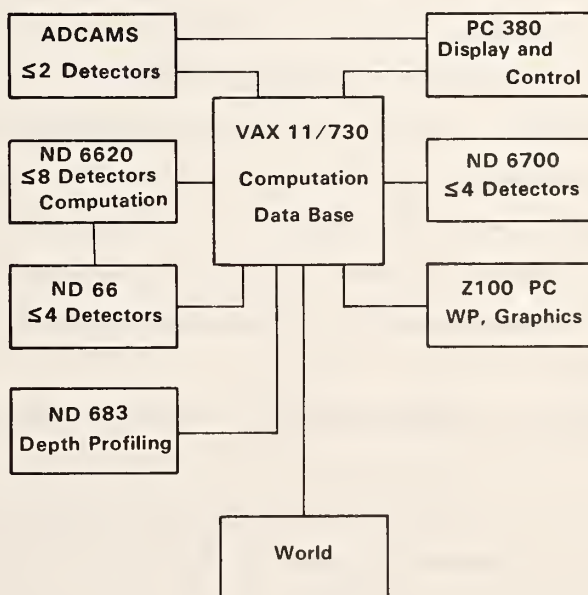 ADCAMS
≤2 Detectors
PC 380
Display and
Control
VAX 11/730
Computation
Data Base
ND 6620
≤8 Detectors
Computation
ND 6700
≤4 Detectors
ND 66
≤4 Detectors
Z100 PC
WP, Graphics
ND 683
Depth Profiling
World